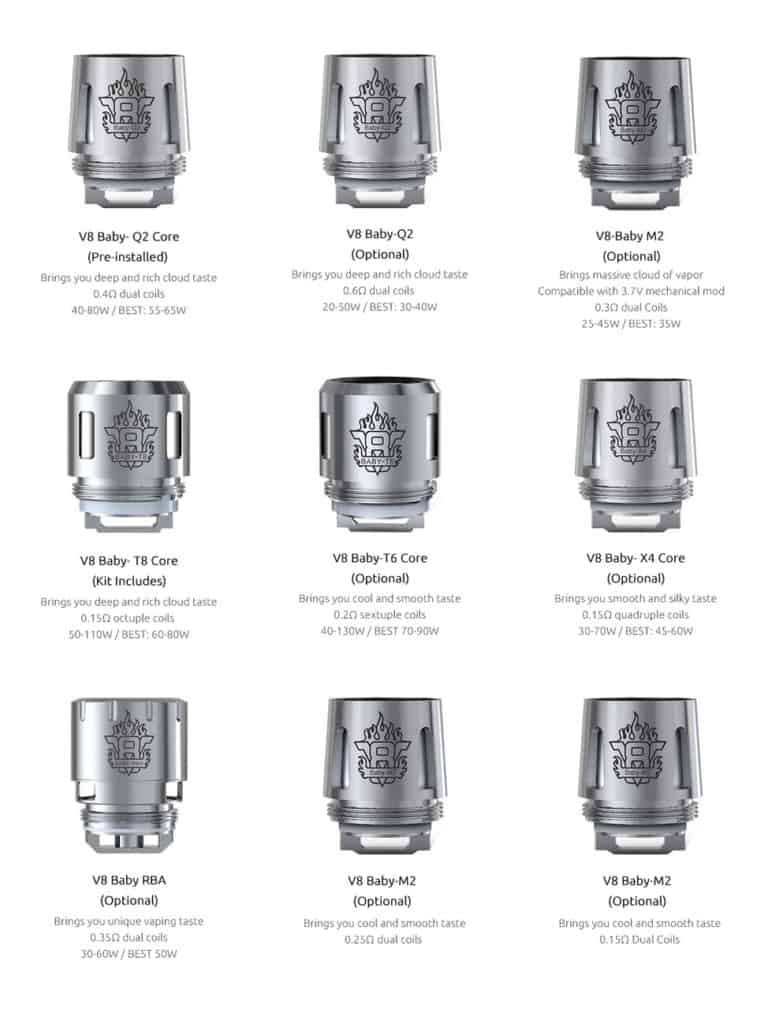 Baby-Q2
V8 Baby- Q2 Core
(Pre-installed)
Brings you deep and rich cloud taste
0.4Ω dual coils
40-80W / BEST: 55-65W
Baby-Q2
V8 Baby-Q2
(Optional)
Brings you deep and rich cloud taste
0.6Ω dual coils
20-50W / BEST: 30-40W
V8-Baby M2
(Optional)
Brings massive cloud of vapor
Compatible with 3.7V mechanical mod
0.3Ω dual Coils
25-45W / BEST: 35W
BABY-T8
V8 Baby- T8 Core
(Kit Includes)
Brings you deep and rich cloud taste
0.15Ω octuple coils
50-110W / BEST: 60-80W
V8 Baby-T6 Core
(Optional)
Brings you cool and smooth taste
0.2Ω sextuple coils
40-130W / BEST 70-90W
V8 Baby- X4 Core
(Optional)
Brings you smooth and silky taste
0.15Ω quadruple coils
30-70W / BEST: 45-60W
V8 Baby RBA
(Optional)
Brings you unique vaping taste
0.35Ω dual coils
30-60W / BEST 50W
V8 Baby-M2
(Optional)
Brings you cool and smooth taste
0.25Ω dual coils
V8 Baby-M2
(Optional)
Brings you cool and smooth taste
0.15Ω Dual Coils